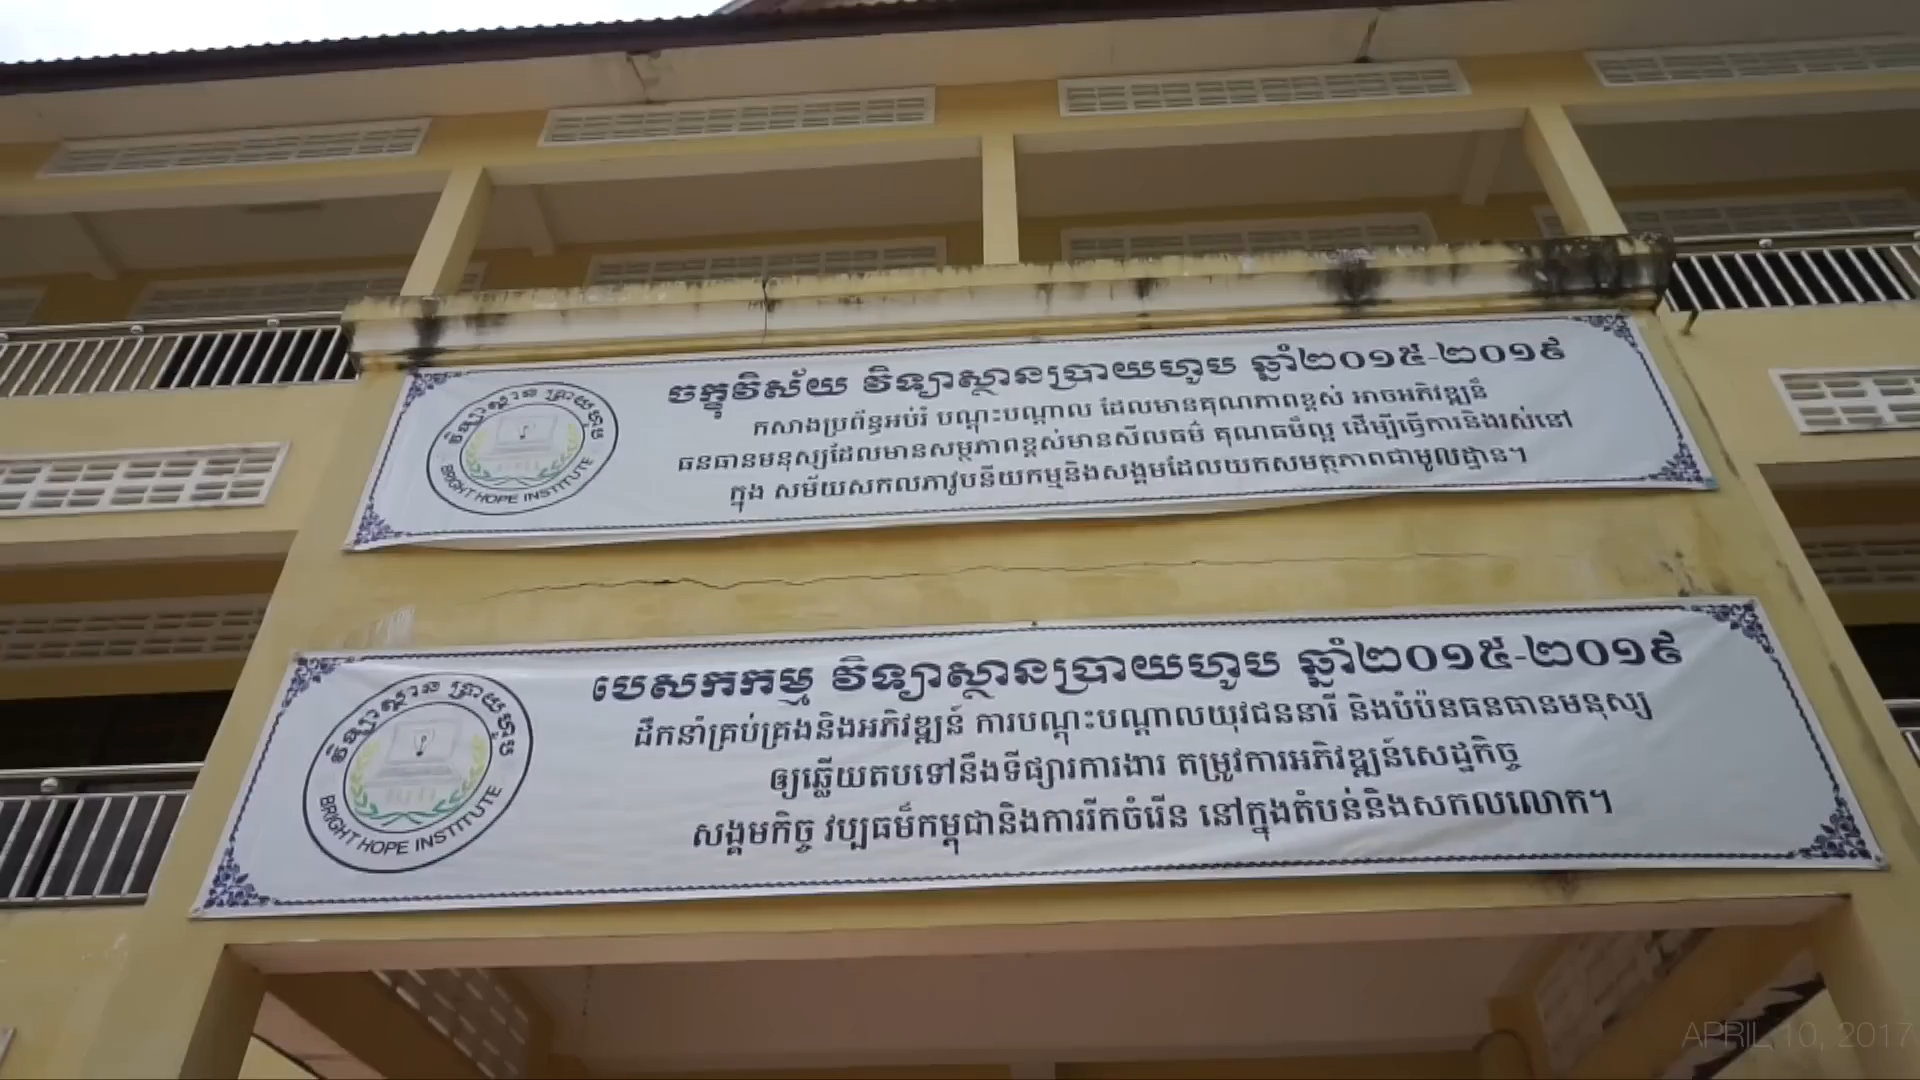 ចក្ខុវិស័យ វិទ្យាស្ថានប្រាយហូប ឆ្នាំ២០១៥-២០១៩
កសាងប្រព័ន្ធអប់រំ បណ្តុះបណ្តាល ដែលមានគុណភាពខ្ពស់ អាចអភិវឌ្ឍន៏
ធនធានមនុស្សដែលមានសម្ថភាពខ្ពស់មានសីលធម៌ គុណធម៌ល្អ ដើម្បីធ្វើការនិងរស់នៅ
ក្នុង សម័យសកលភាវូបនីយកម្មនិងសង្គមដែលយកសមត្ថភាពជាមូលដ្ឋាន។
វិទ្យាស្ថាន ប្រាយហូប
BRIGHT HOPE INSTITUTE
បេសកកម្ម វិទ្យាស្ថានប្រាយហូប ឆ្នាំ២០១៥-២០១៩
ដឹកនាំគ្រប់គ្រងនិងអភិវឌ្ឍន៍ ការបណ្តុះបណ្តាលយុវជននារី និងបំប៉នធនធានមនុស្ស
ឲ្យឆ្លើយតបទៅនឹងទីផ្សារការងារ តម្រូវការអភិវឌ្ឍន៍សេដ្ឋកិច្ច
សង្គមកិច្ច វប្បធម៌កម្ពុជានិងការរីកចំរើន នៅក្នុងតំបន់និងសកលលោក។
វិទ្យាស្ថាន ប្រាយហូប
BRIGHT HOPE INSTITUTE
APRIL 10, 2017